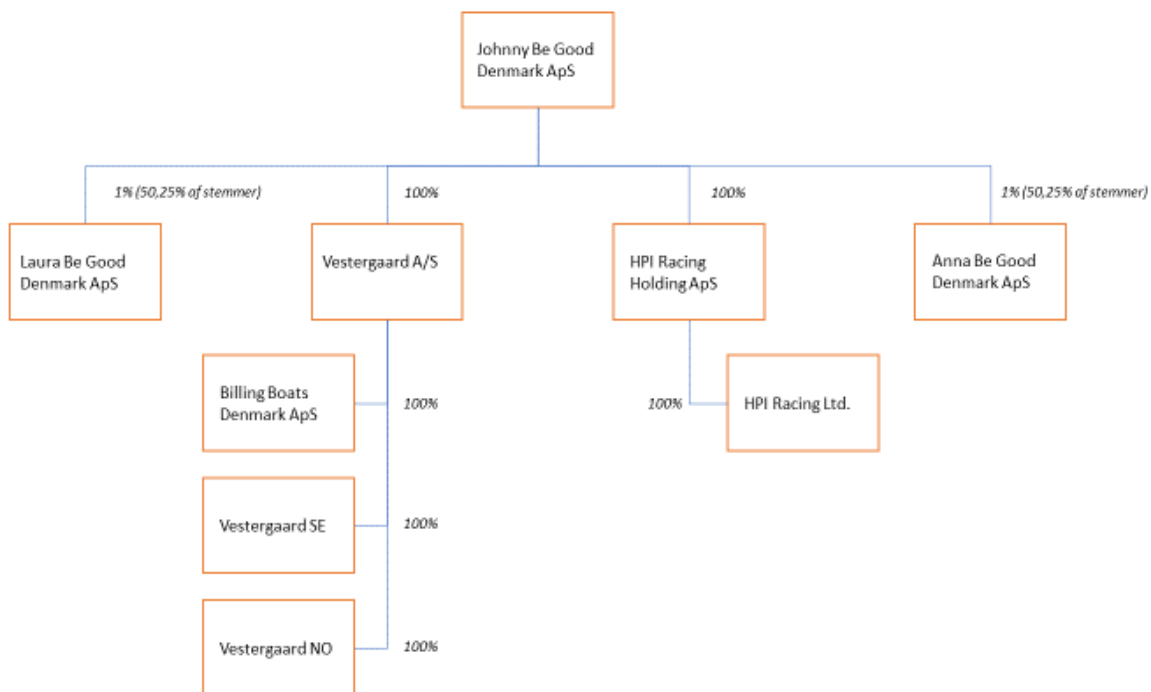 Johnny Be Good
Denmark ApS
1% (50,25% af stemmer)
100%
100%
1% (50,25% af stemmer)
Laura Be Good
Denmark ApS
Vestergaard A/S
HPI Racing
Holding ApS
Anna Be Good
Denmark ApS
Billing Boats
Denmark ApS
100%
100%
HPI Racing Ltd.
Vestergaard SE
100%
Vestergaard NO
100%